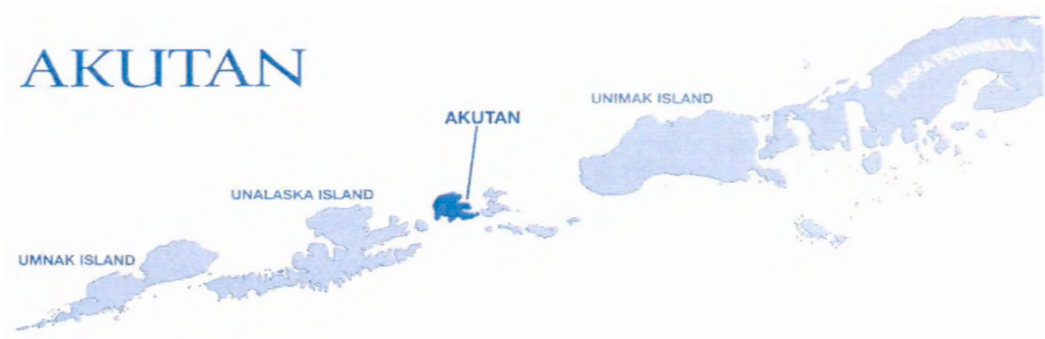 AKUTAN
ALASKA PENINSULA
UNIMAK ISLAND
AKUTAN
UNALASKA ISLAND
UMNAK ISLAND